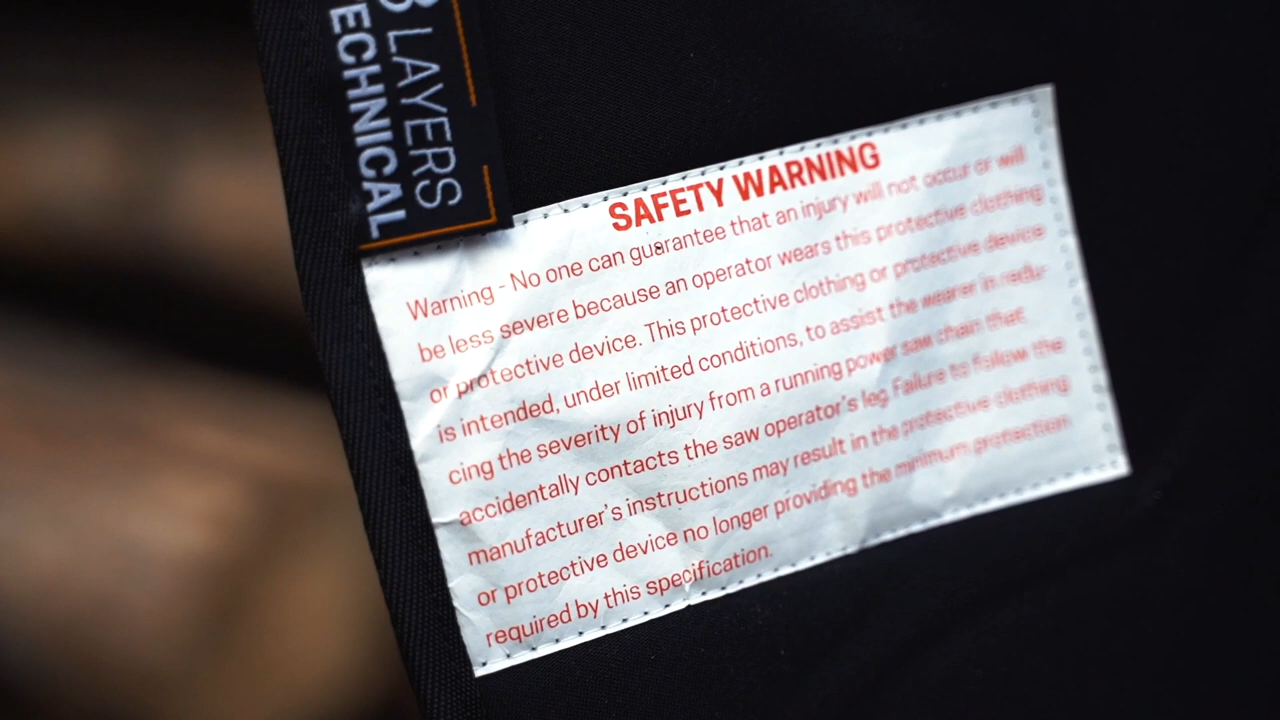 3 LAYERS
ECHNICAL
SAFETY WARNING
Warning - No one can guarantee that an injury will not occur or will
be less severe because an operator wears this protective clothing
or protective device. This protective clothing or protective device
is intended, under limited conditions, to assist the wearer in redu-
cing the severity of injury from a running power saw chain that
accidentally contacts the saw operator's leg. Failure to follow the
manufacturer's instructions may result in the protective clothing
or protective device no longer providing the minimum protection
required by this specification.